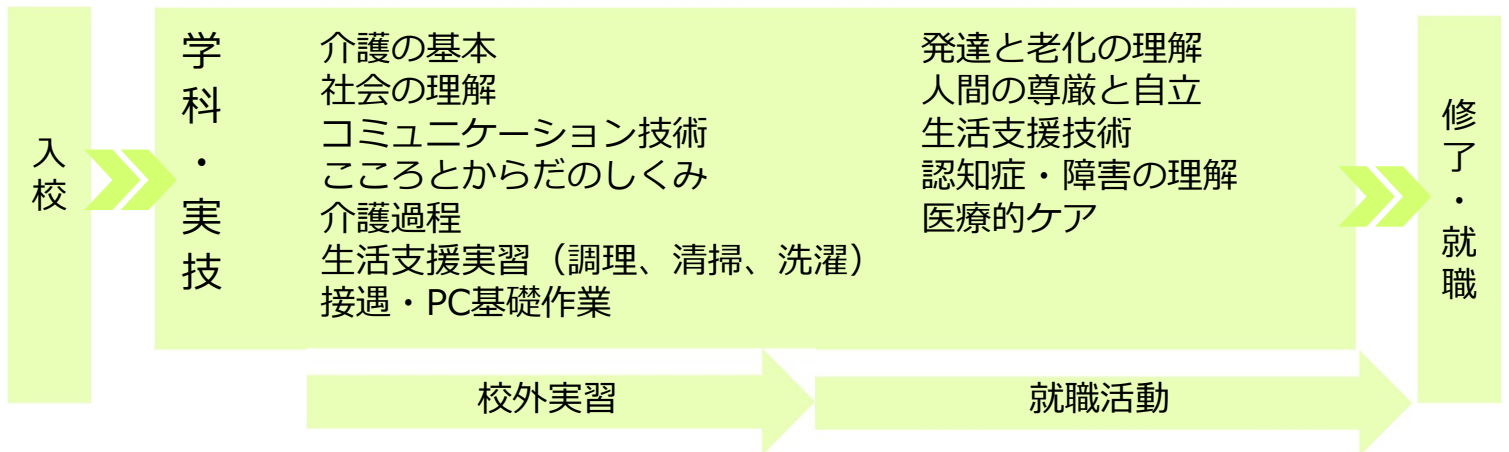 入校
学科・実技
介護の基本
社会の理解
コミュニケーション技術
こころとからだのしくみ
介護過程
生活支援実習（調理、清掃、洗濯）
接遇・PC基礎作業
発達と老化の理解
人間の尊厳と自立
生活支援技術
認知症・障害の理解
医療的ケア
校外実習
就職活動
修了・就職